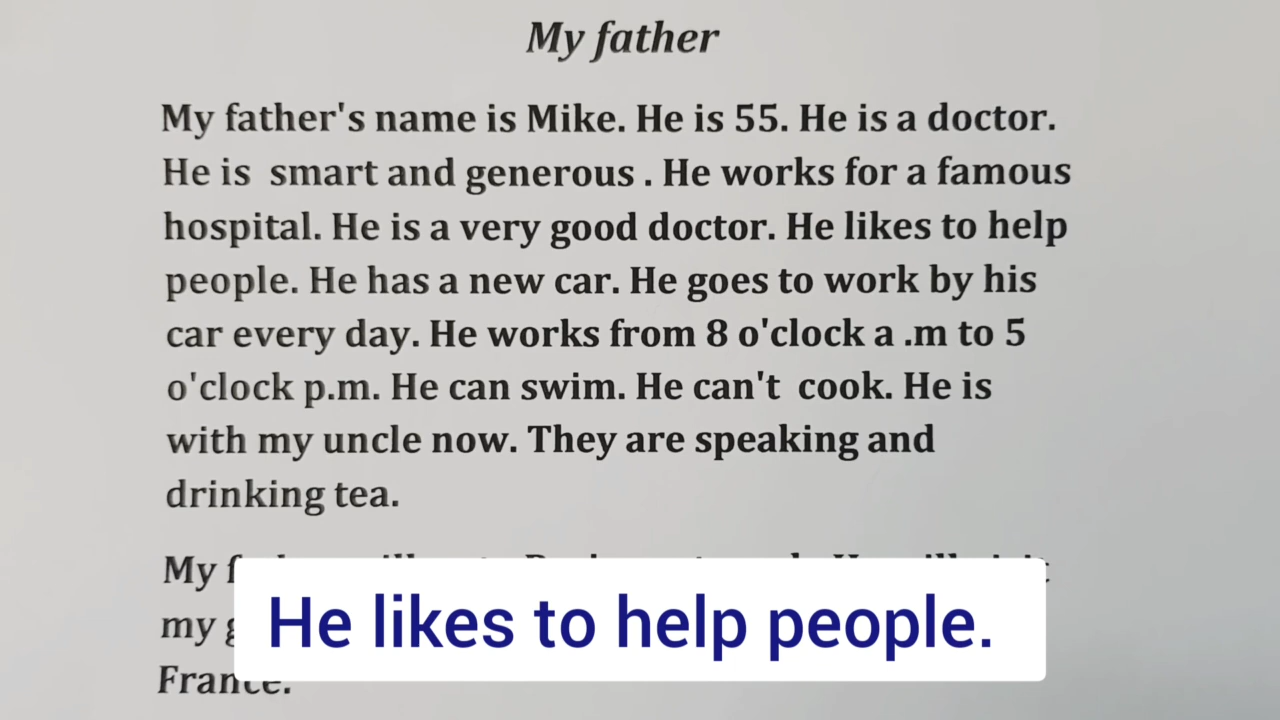 My father
My father's name is Mike. He is 55. He is a doctor.
He is smart and generous . He works for a famous
hospital. He is a very good doctor. He likes to help
people. He has a new car. He goes to work by his
car every day. He works from 8 o'clock a .m to 5
o'clock p.m. He can swim. He can't cook. He is
with my uncle now. They are speaking and
drinking tea.
My
my
He likes to help people.
France.